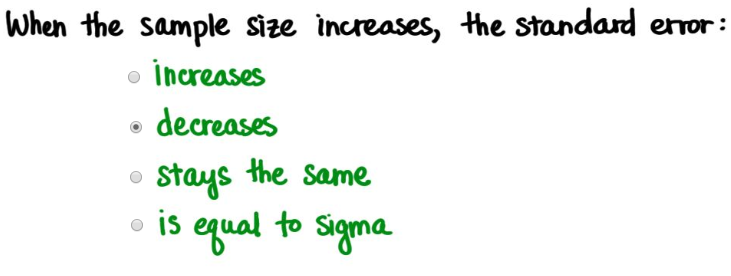 When the sample size increases, the standard error:
increases
decreases
stays the same
is equal to sigma